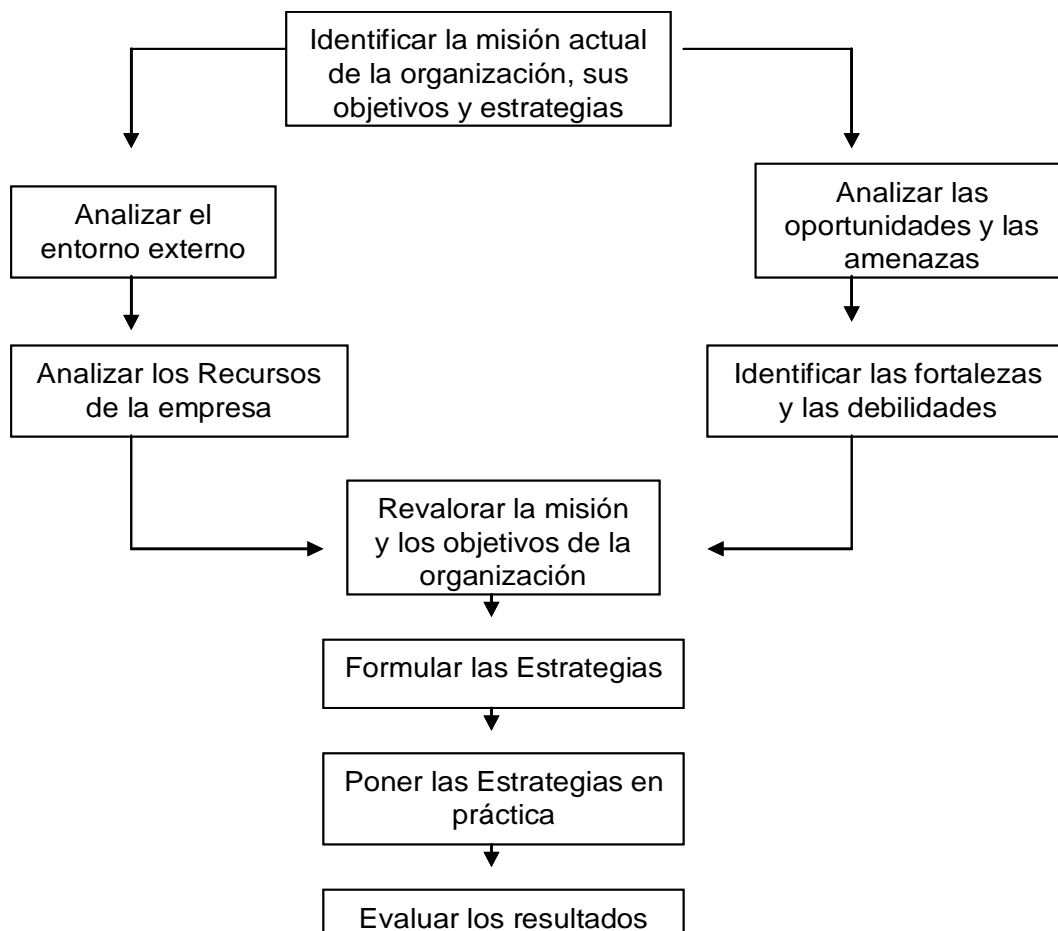 Identificar la misión actual
de la organización, sus
objetivos y estrategias
Analizar el
entorno externo
Analizar las
oportunidades y las
amenazas
Analizar los Recursos
de la empresa
Identificar las fortalezas
y las debilidades
Revalorar la misión
y los objetivos de la
organización
Formular las Estrategias
Poner las Estrategias en
práctica
Evaluar los resultados